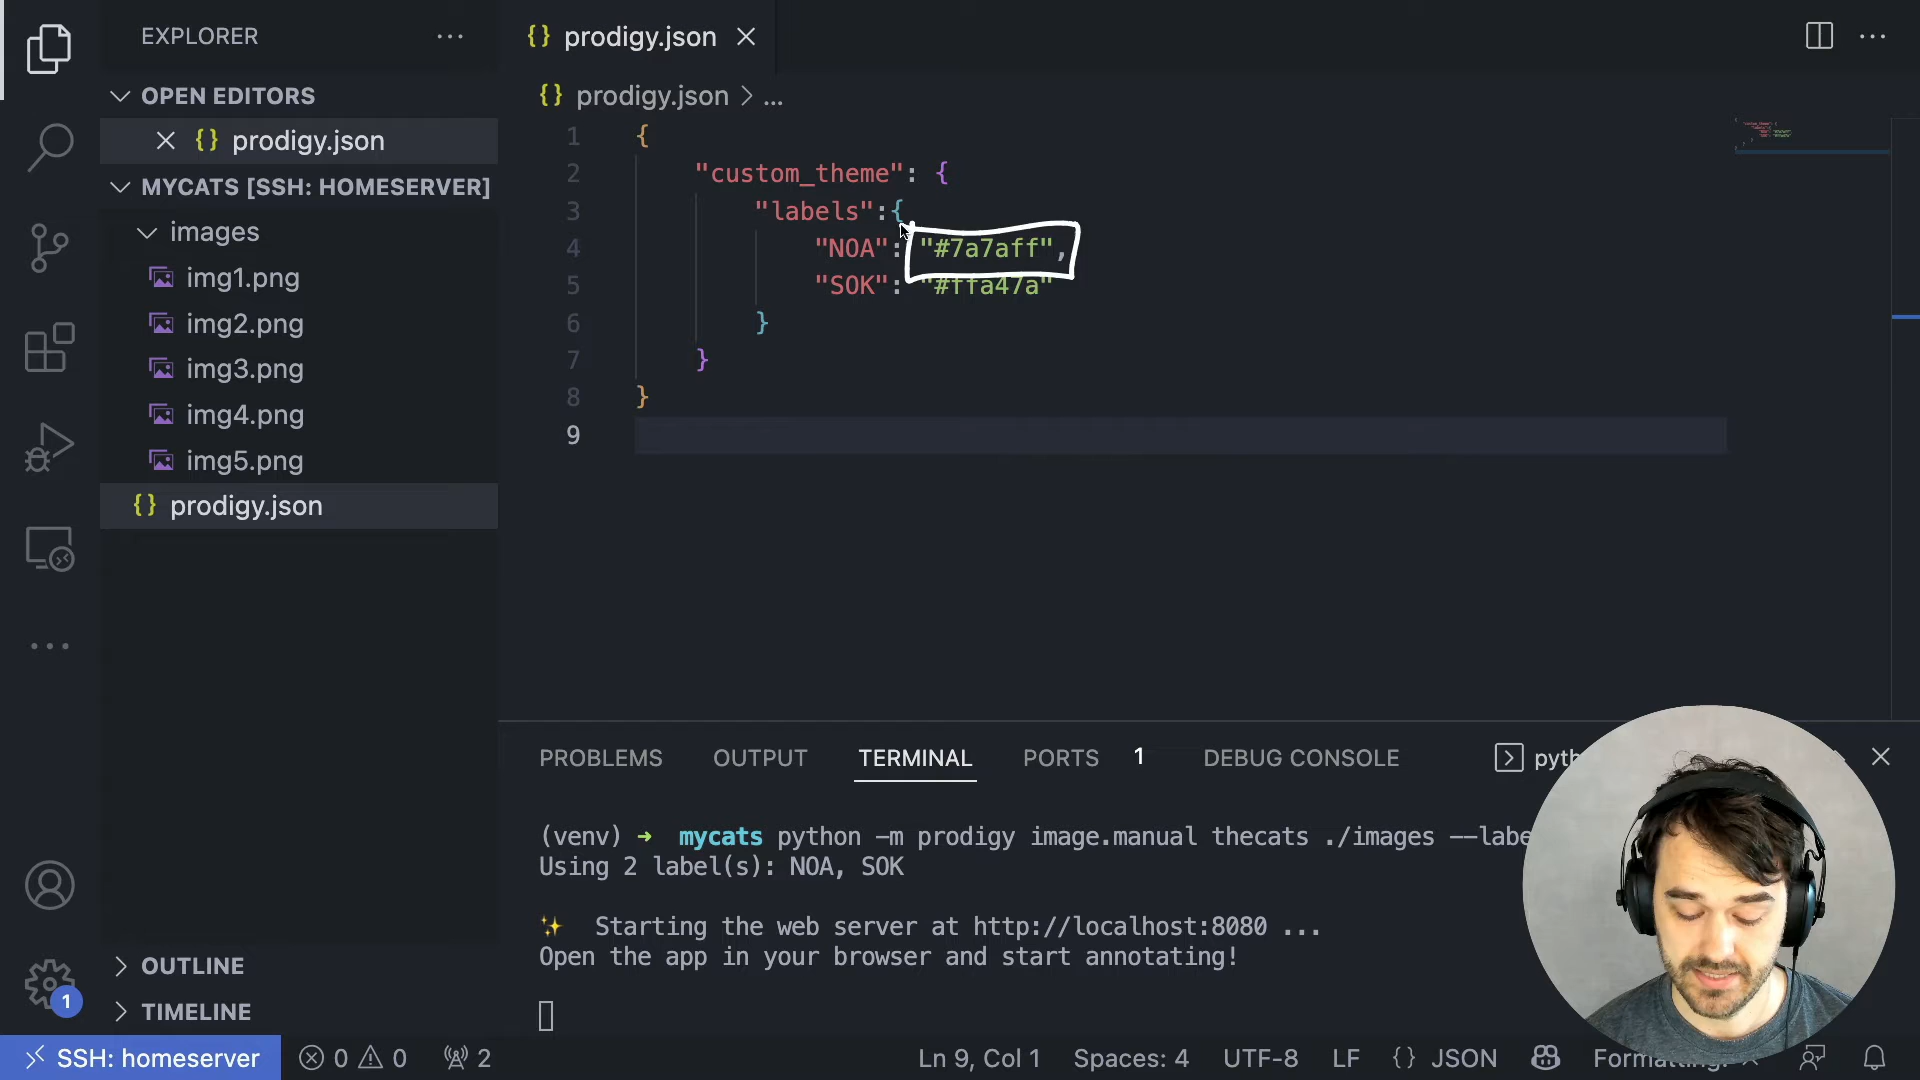 EXPLORER
OPEN EDITORS
{} prodigy.json
MYCATS [SSH: HOMESERVER]
images
img1.png
img2.png
img3.png
img4.png
img5.png
{} prodigy.json
OUTLINE
TIMELINE
{} prodigy.json
{} prodigy.json > ...
1 {
2 "custom_theme": {
3 "labels":{
4 "NOA": "#7a7aff",
5 "SOK": "#ffa47a"
6 }
7 }
8 }
9
PROBLEMS OUTPUT TERMINAL PORTS 1 DEBUG CONSOLE
(venv) ➜ mycats python -m prodigy image.manual thecats ./images --labe
Using 2 label(s): NOA, SOK
✨ Starting the web server at http://localhost:8080 ...
Open the app in your browser and start annotating!
1
SSH: homeserver 0 0 2 Ln 9, Col 1 Spaces: 4 UTF-8 LF {} JSON